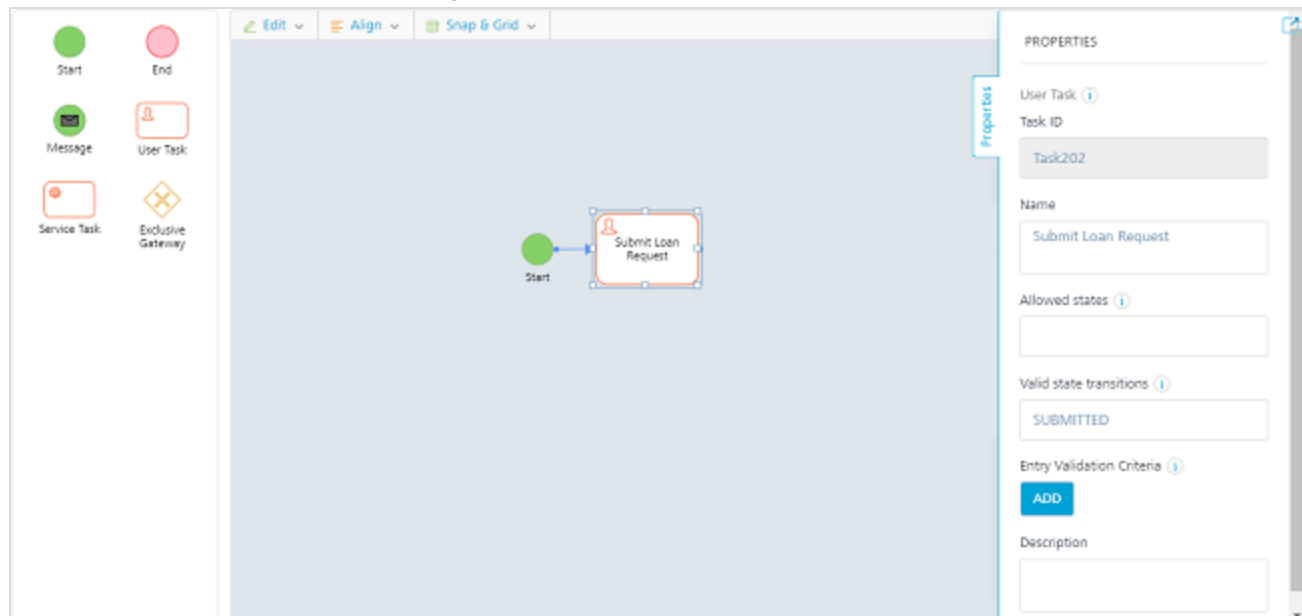 Edit
Align
Snap & Grid
Start
End
Message
User Task
Service Task
Exclusive
Gateway
Start
Submit Loan
Request
Properties
PROPERTIES
User Task
Task ID
Task202
Name
Submit Loan Request
Allowed states
Valid state transitions
SUBMITTED
Entry Validation Criteria
ADD
Description